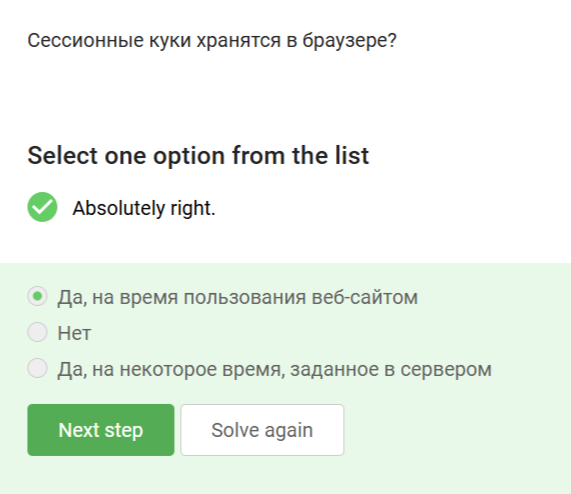 Сессионные куки хранятся в браузере?
Select one option from the list
Absolutely right.
Да, на время пользования веб-сайтом
Нет
Да, на некоторое время, заданное в сервером
Next step
Solve again